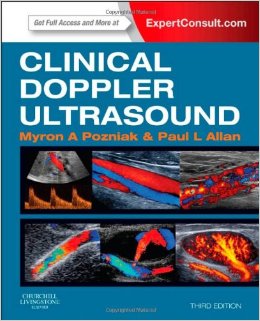 Get Full Access and More at
ExpertConsult.com
CLINICAL
DOPPLER
ULTRASOUND
Myron A Pozniak & Paul L Allan
CHURCHILL
LIVINGSTONE
ELSEVIER
THIRD EDITION